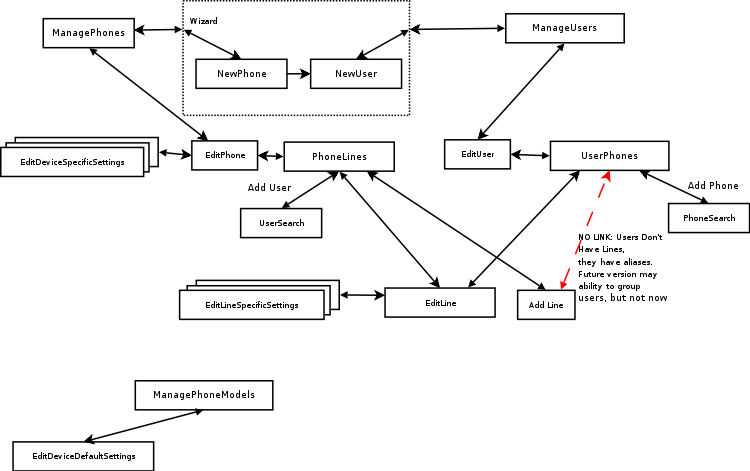 Wizard
ManagePhones
ManageUsers
NewPhone
NewUser
EditDeviceSpecificSettings
EditPhone
PhoneLines
EditUser
UserPhones
Add User
Add Phone
UserSearch
PhoneSearch
NO LINK: Users Don't
Have Lines,
they have aliases.
Future version may
ability to group
users, but not now
EditLineSpecificSettings
EditLine
Add Line
ManagePhoneModels
EditDeviceDefaultSettings